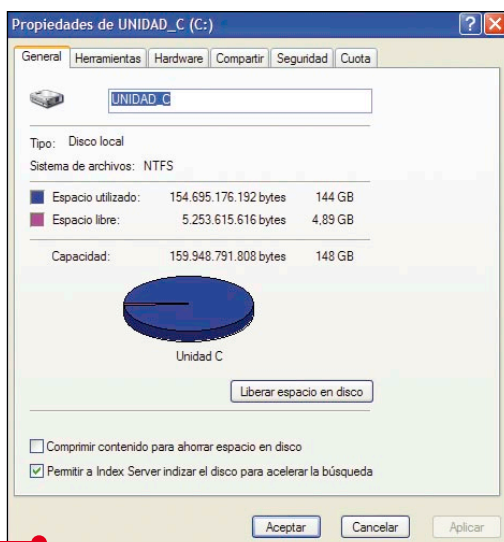 Propiedades de UNIDAD_C (C:)
General Herramientas Hardware Compartir Seguridad Cuota
UNIDAD_C
Tipo: Disco local
Sistema de archivos: NTFS
Espacio utilizado: 154.695.176.192 bytes 144 GB
Espacio libre: 5.253.615.616 bytes 4,89 GB
Capacidad: 159.948.791.808 bytes 148 GB
Unidad C
Liberar espacio en disco
Comprimir contenido para ahorrar espacio en disco
Permitir a Index Server indizar el disco para acelerar la búsqueda
Aceptar Cancelar Aplicar